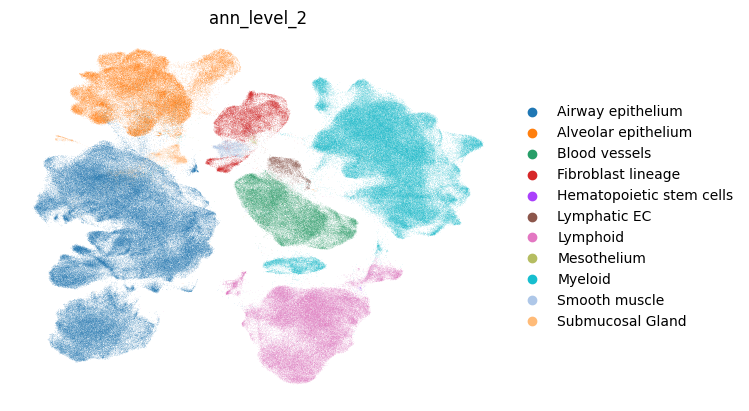 ann_level_2
Airway epithelium
Alveolar epithelium
Blood vessels
Fibroblast lineage
Hematopoietic stem cells
Lymphatic EC
Lymphoid
Mesothelium
Myeloid
Smooth muscle
Submucosal Gland